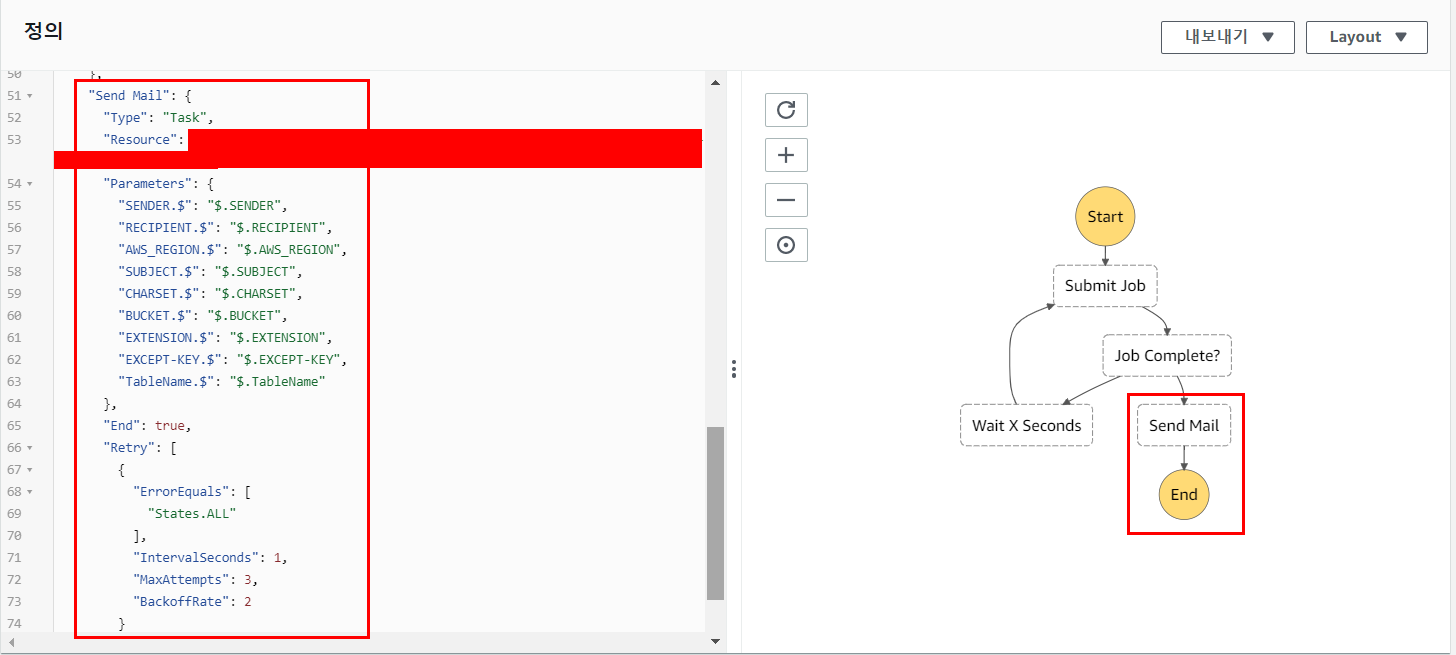 정의
내보내기 ▼
Layout ▼
50 },
51 "Send Mail": {
52 "Type": "Task",
53 "Resource":
54 "Parameters": {
55 "SENDER.$": "$.SENDER",
56 "RECIPIENT.$": "$.RECIPIENT",
57 "AWS_REGION.$": "$.AWS_REGION",
58 "SUBJECT.$": "$.SUBJECT",
59 "CHARSET.$": "$.CHARSET",
60 "BUCKET.$": "$.BUCKET",
61 "EXTENSION.$": "$.EXTENSION",
62 "EXCEPT-KEY.$": "$.EXCEPT-KEY",
63 "TableName.$": "$.TableName"
64 },
65 "End": true,
66 "Retry": [
67 {
68 "ErrorEquals": [
69 "States.ALL"
70 ],
71 "IntervalSeconds": 1,
72 "MaxAttempts": 3,
73 "BackoffRate": 2
74 }
Start
Submit Job
Job Complete?
Wait X Seconds
Send Mail
End